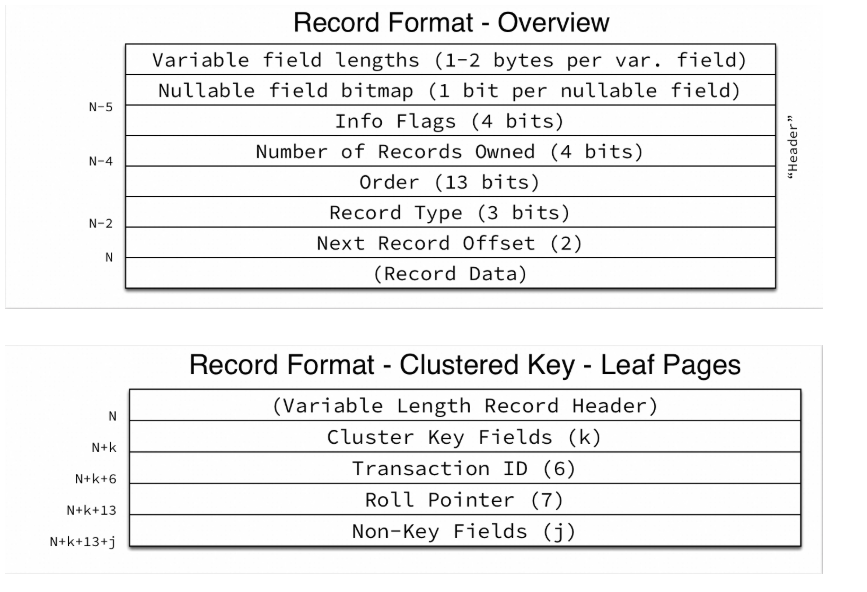 Record Format - Overview
Variable field lengths (1-2 bytes per var. field)
Nullable field bitmap (1 bit per nullable field)
N-5
Info Flags (4 bits)
Number of Records Owned (4 bits)
N-4
Order (13 bits)
Record Type (3 bits)
N-2
Next Record Offset (2)
N
(Record Data)
“Header”
Record Format - Clustered Key - Leaf Pages
(Variable Length Record Header)
N
Cluster Key Fields (k)
N+k
Transaction ID (6)
N+k+6
Roll Pointer (7)
N+k+13
Non-Key Fields (j)
N+k+13+j